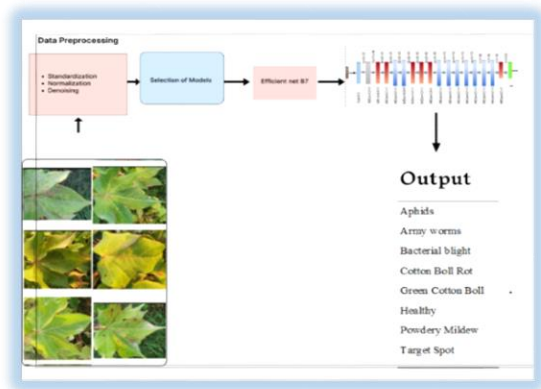 Data Preprocessing
Standardization
Normalization
Denoising
Selection of Models
Efficient net B7
Output
Aphids
Army worms
Bacterial blight
Cotton Boll Rot
Green Cotton Boll
Healthy
Powdery Mildew
Target Spot